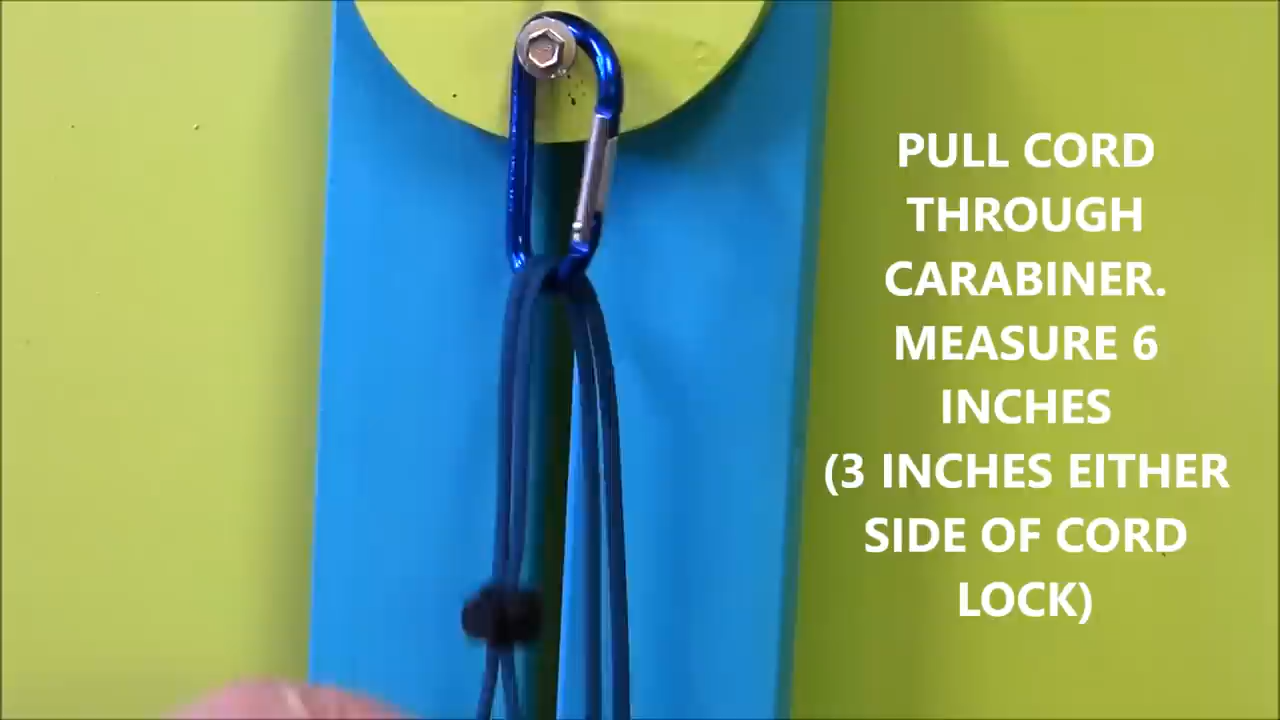 PULL CORD
THROUGH
CARABINER.
MEASURE 6
INCHES
(3 INCHES EITHER
SIDE OF CORD
LOCK)